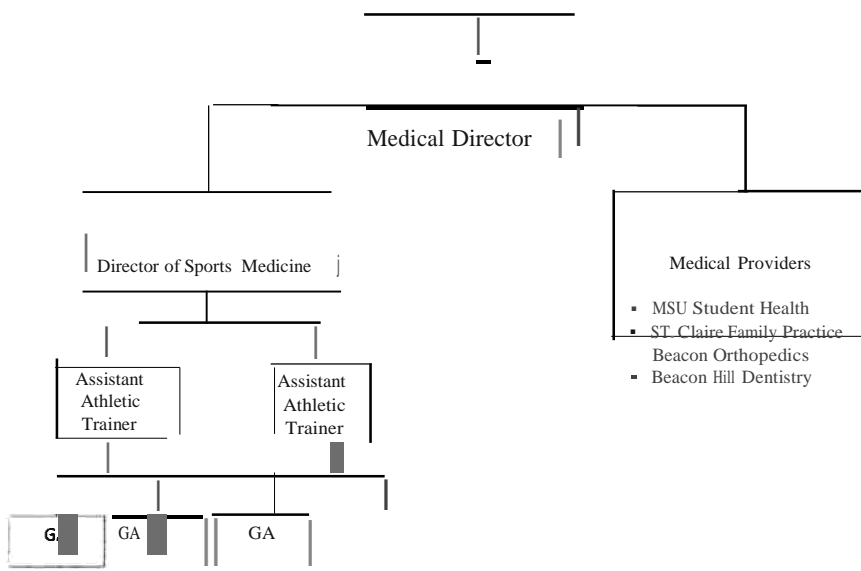 Medical Director
Director of Sports Medicine
Medical Providers
▪ MSU Student Health
▪ ST. Claire Family Practice
Beacon Orthopedics
▪ Beacon Hill Dentistry
Assistant
Athletic
Trainer
Assistant
Athletic
Trainer
GA
GA